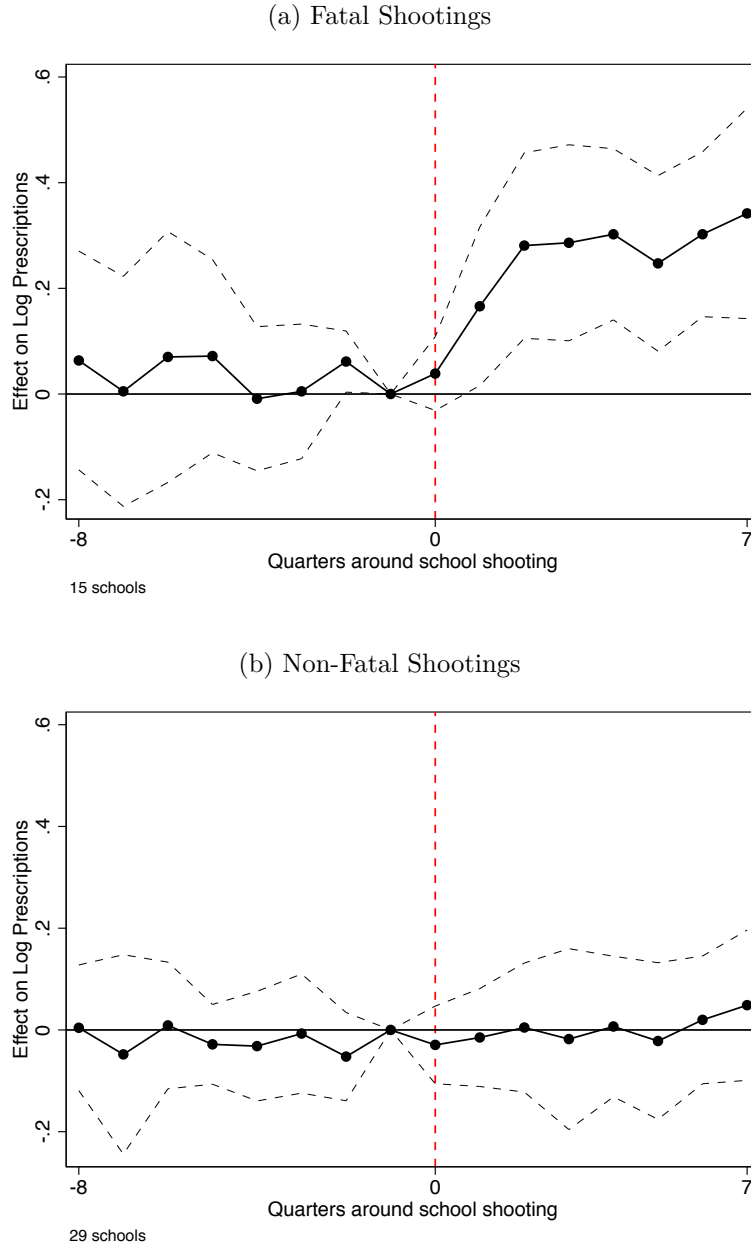 (a) Fatal Shootings
.6
.4
.2
0
-.2
Effect on Log Prescriptions
-8
0
7
Quarters around school shooting
15 schools
(b) Non-Fatal Shootings
.6
.4
.2
0
-.2
Effect on Log Prescriptions
-8
0
7
Quarters around school shooting
29 schools